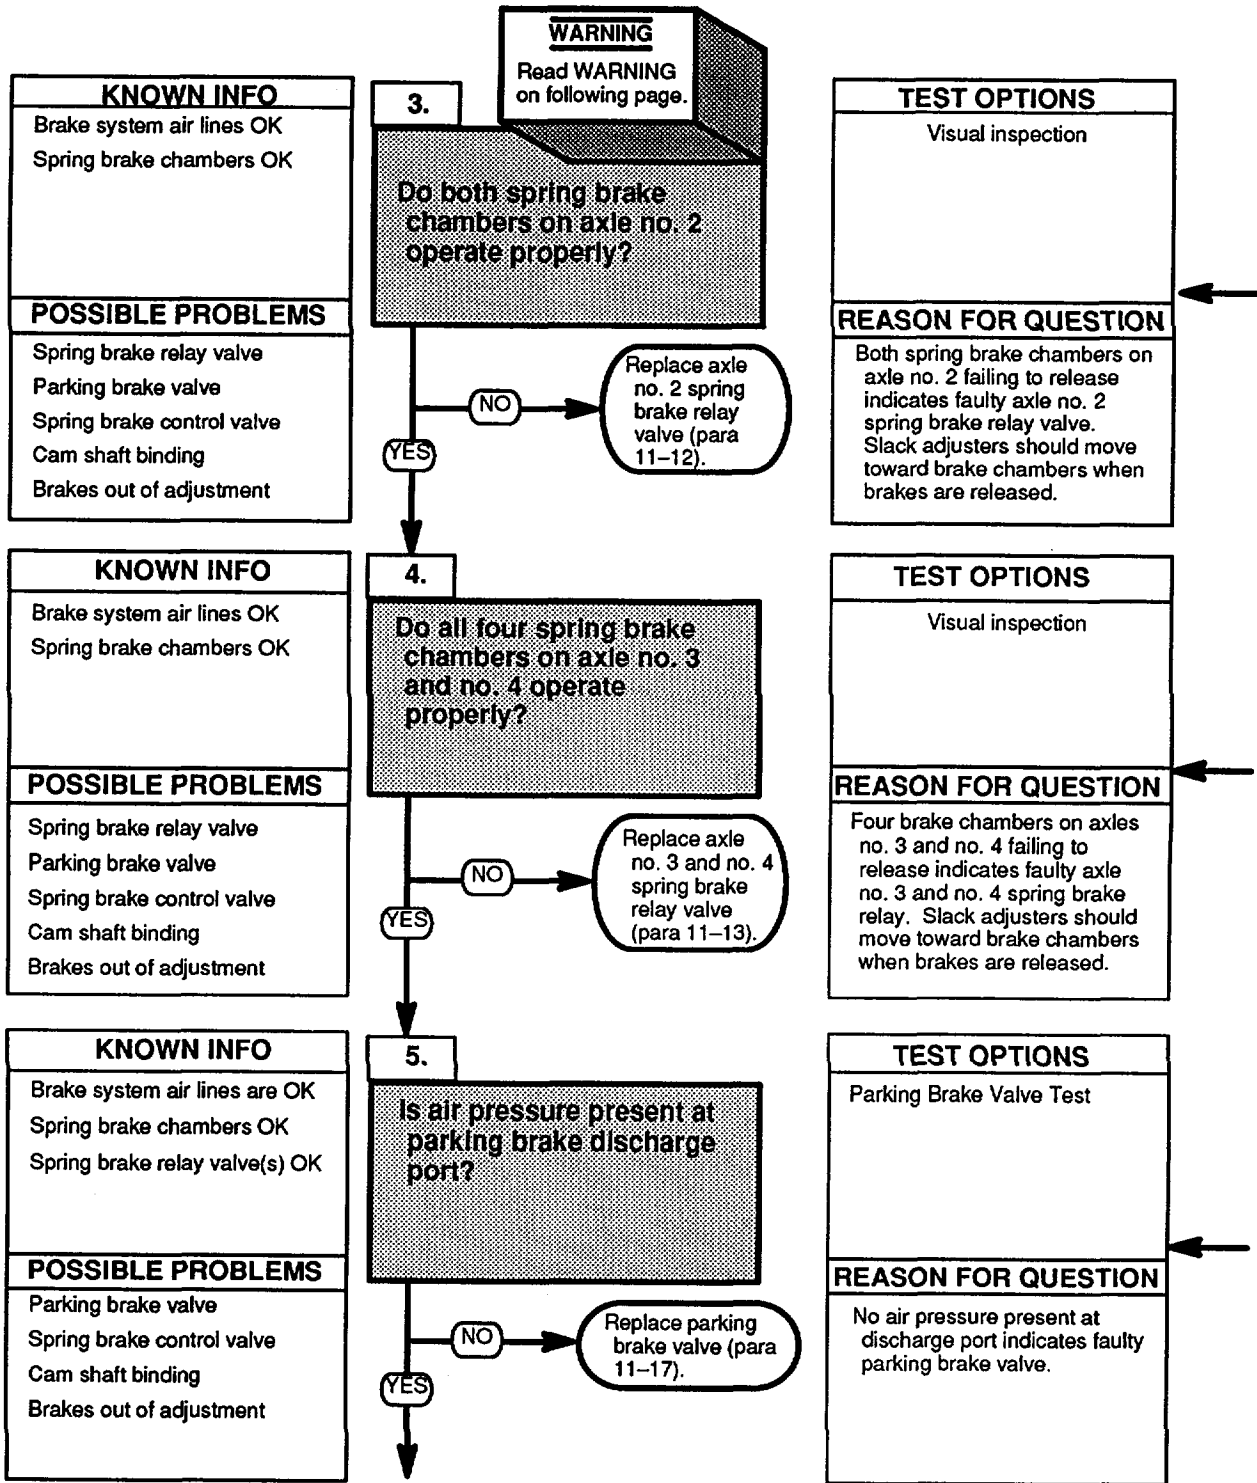 WARNING
Read WARNING
on following page.
KNOWN INFO
Brake system air lines OK
Spring brake chambers OK
POSSIBLE PROBLEMS
Spring brake relay valve
Parking brake valve
Spring brake control valve
Cam shaft binding
Brakes out of adjustment
3.
Do both spring brake
chambers on axle no. 2
operate properly?
NO
Replace axle
no. 2 spring
brake relay
valve (para
11–12).
YES
TEST OPTIONS
Visual inspection
REASON FOR QUESTION
Both spring brake chambers on
axle no. 2 failing to release
indicates faulty axle no. 2
spring brake relay valve.
Slack adjusters should move
toward brake chambers when
brakes are released.
KNOWN INFO
Brake system air lines OK
Spring brake chambers OK
POSSIBLE PROBLEMS
Spring brake relay valve
Parking brake valve
Spring brake control valve
Cam shaft binding
Brakes out of adjustment
4.
Do all four spring brake
chambers on axle no. 3
and no. 4 operate
properly?
NO
Replace axle
no. 3 and no. 4
spring brake
relay valve
(para 11–13).
YES
TEST OPTIONS
Visual inspection
REASON FOR QUESTION
Four brake chambers on axles
no. 3 and no. 4 failing to
release indicates faulty axle
no. 3 and no. 4 spring brake
relay. Slack adjusters should
move toward brake chambers
when brakes are released.
KNOWN INFO
Brake system air lines are OK
Spring brake chambers OK
Spring brake relay valve(s) OK
POSSIBLE PROBLEMS
Parking brake valve
Spring brake control valve
Cam shaft binding
Brakes out of adjustment
5.
Is air pressure present at
parking brake discharge
port?
NO
Replace parking
brake valve (para
11–17).
YES
TEST OPTIONS
Parking Brake Valve Test
REASON FOR QUESTION
No air pressure present at
discharge port indicates faulty
parking brake valve.